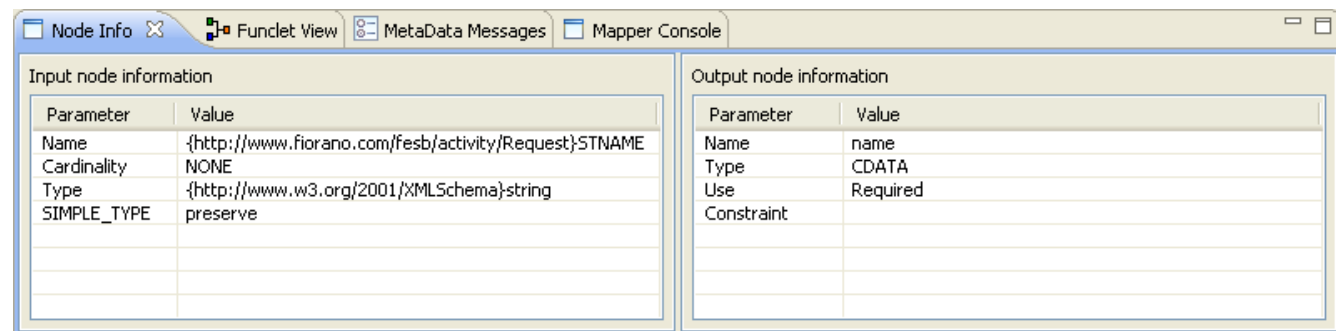 Node Info Funclet View MetaData Messages Mapper Console
Input node information
Parameter Value
Name {http://www.fiorano.com/fesb/activity/Request}STNAME
Cardinality NONE
Type {http://www.w3.org/2001/XMLSchema}string
SIMPLE_TYPE preserve
Output node information
Parameter Value
Name name
Type CDATA
Use Required
Constraint